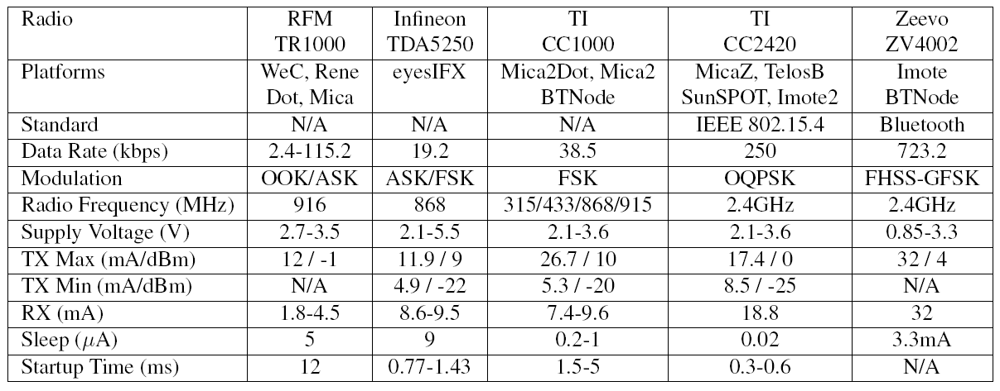 Radio RFM Infineon TI TI Zeevo
TR1000 TDA5250 CC1000 CC2420 ZV4002
Platforms WeC, Rene eyesIFX Mica2Dot, Mica2 MicaZ, TelosB Imote
Dot, Mica BTNode SunSPOT, Imote2 BTNode
Standard N/A N/A N/A IEEE 802.15.4 Bluetooth
Data Rate (kbps) 2.4-115.2 19.2 38.5 250 723.2
Modulation OOK/ASK ASK/FSK FSK OQPSK FHSS-GFSK
Radio Frequency (MHz) 916 868 315/433/868/915 2.4GHz 2.4GHz
Supply Voltage (V) 2.7-3.5 2.1-5.5 2.1-3.6 2.1-3.6 0.85-3.3
TX Max (mA/dBm) 12 / -1 11.9 / 9 26.7 / 10 17.4 / 0 32 / 4
TX Min (mA/dBm) N/A 4.9 / -22 5.3 / -20 8.5 / -25 N/A
RX (mA) 1.8-4.5 8.6-9.5 7.4-9.6 18.8 32
Sleep (μA) 5 9 0.2-1 0.02 3.3mA
Startup Time (ms) 12 0.77-1.43 1.5-5 0.3-0.6 N/A